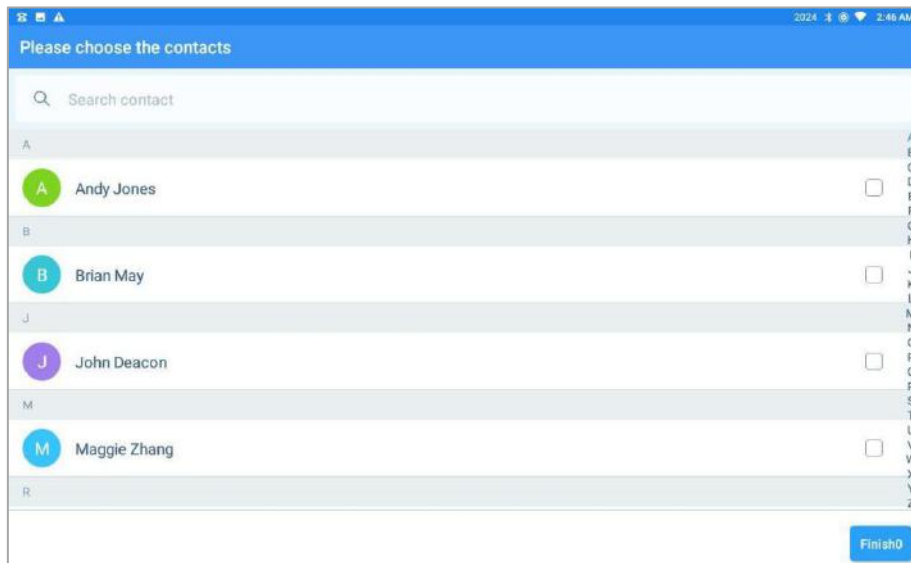 2024 2:46 AM
Please choose the contacts
Search contact
A
A Andy Jones
B
B Brian May
J
J John Deacon
M
M Maggie Zhang
R
Finish0